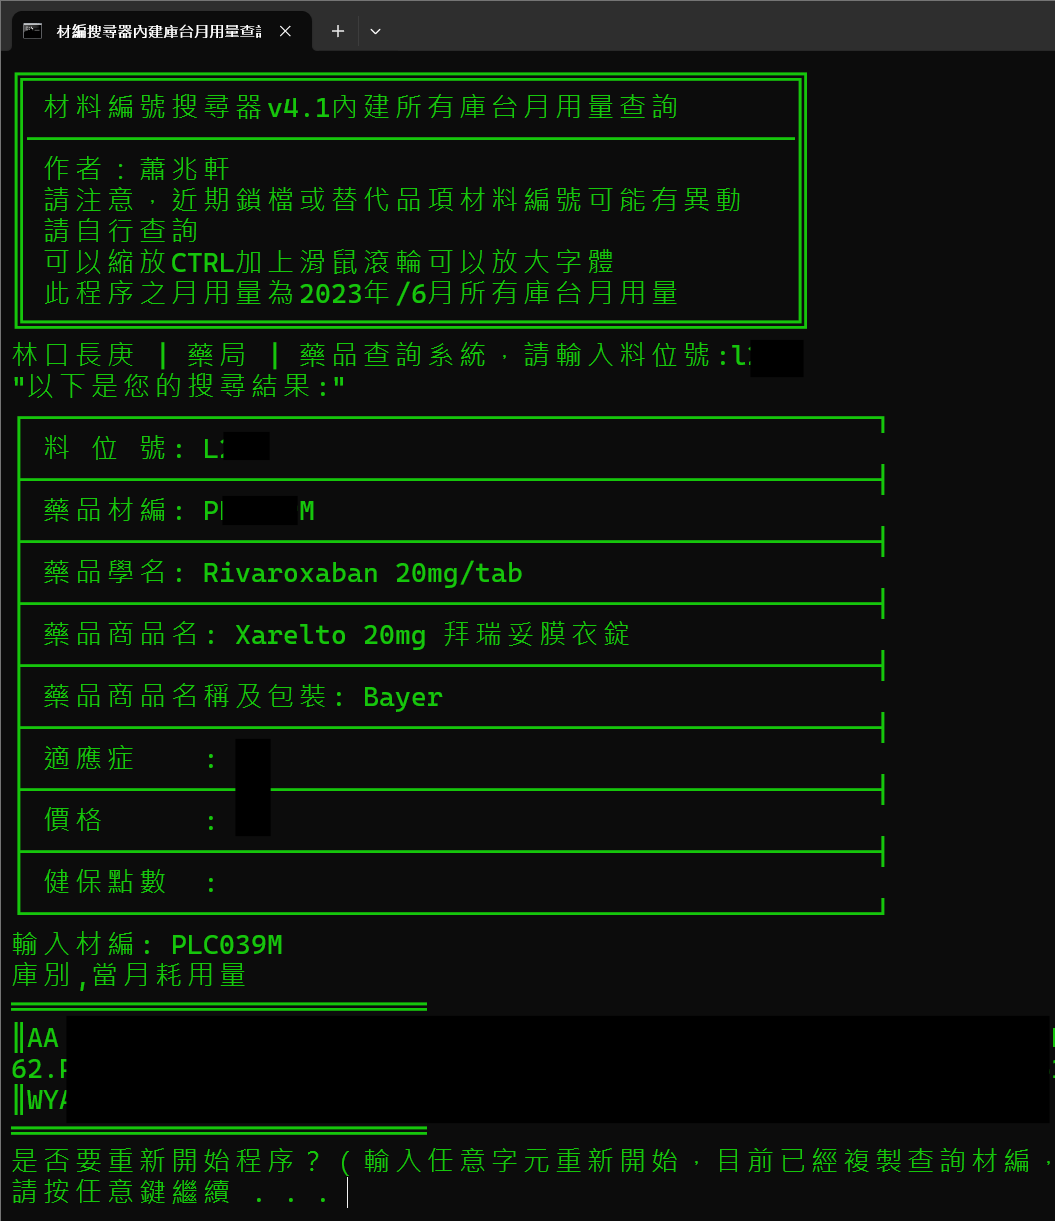 材編搜尋器內建庫台月用量查
材料編號搜尋器v4.1內建所有庫台月用量查詢
作者：蕭兆軒
請注意，近期鎖檔或替代品項材料編號可能有異動
請自行查詢
可以縮放CTRL加上滑鼠滾輪可以放大字體
此程序之月用量為2023年/6月所有庫台月用量
林口長庚 | 藥局 | 藥品查詢系統，請輸入料位號:l
"以下是您的搜尋結果:"
料 位 號: L
藥品材編: P M
藥品學名: Rivaroxaban 20mg/tab
藥品商品名: Xarelto 20mg 拜瑞妥膜衣錠
藥品商品名稱及包裝: Bayer
適應症 :
價格 :
健保點數 :
輸入材編: PLC039M
庫別,當月耗用量
║AA
62.
║WY
是否要重新開始程序？(輸入任意字元重新開始，目前已經複製查詢材編，
請按任意鍵繼續 . . .